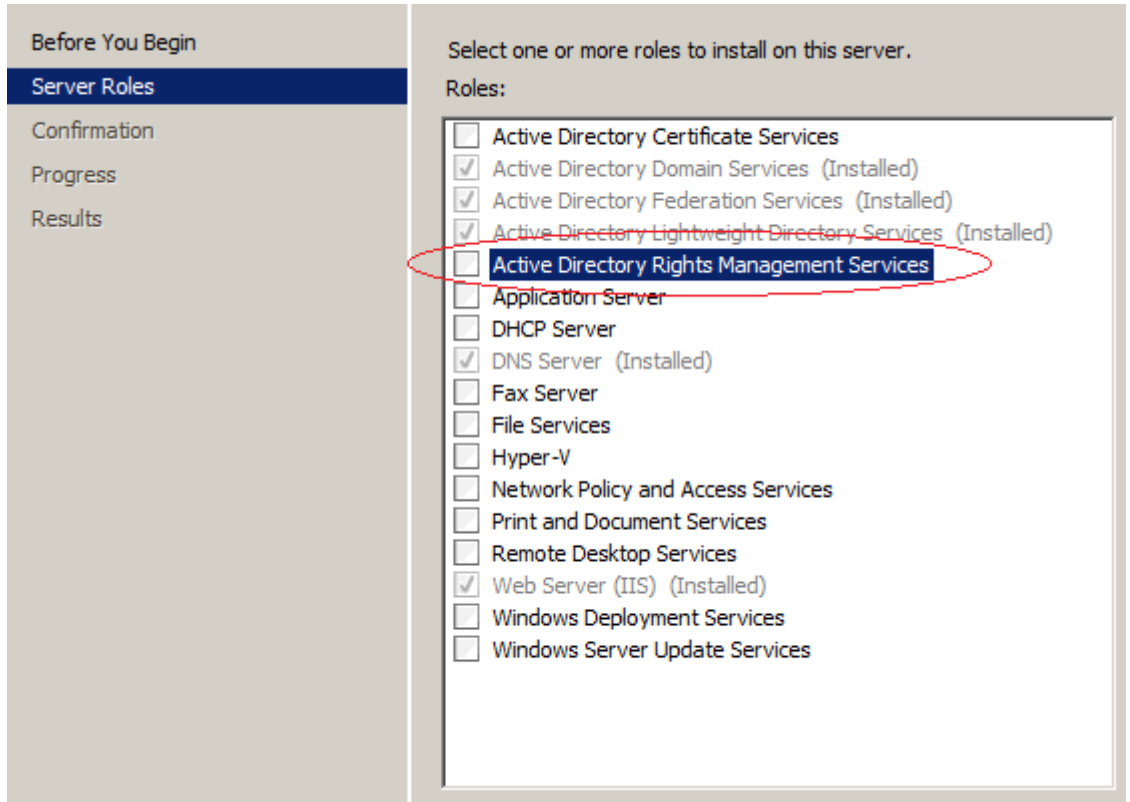 Before You Begin
Server Roles
Confirmation
Progress
Results
Select one or more roles to install on this server.
Roles:
Active Directory Certificate Services
Active Directory Domain Services (Installed)
Active Directory Federation Services (Installed)
Active Directory Lightweight Directory Services (Installed)
Active Directory Rights Management Services
Application Server
DHCP Server
DNS Server (Installed)
Fax Server
File Services
Hyper-V
Network Policy and Access Services
Print and Document Services
Remote Desktop Services
Web Server (IIS) (Installed)
Windows Deployment Services
Windows Server Update Services